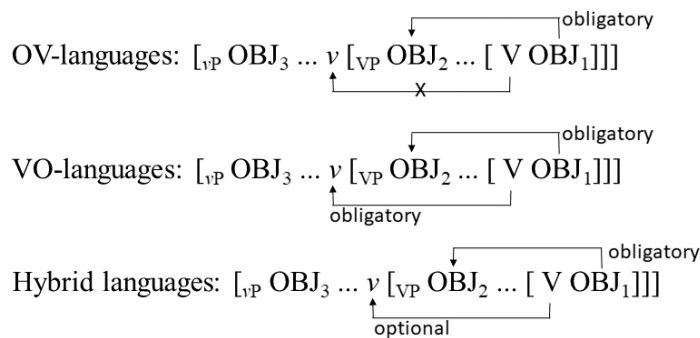 obligatory
OV-languages: [vP OBJ3 ... v [VP OBJ2 ... [ V OBJ1]]]
X
obligatory
VO-languages: [vP OBJ3 ... v [VP OBJ2 ... [ V OBJ1]]]
obligatory
obligatory
Hybrid languages: [vP OBJ3 ... v [VP OBJ2 ... [ V OBJ1]]]
optional